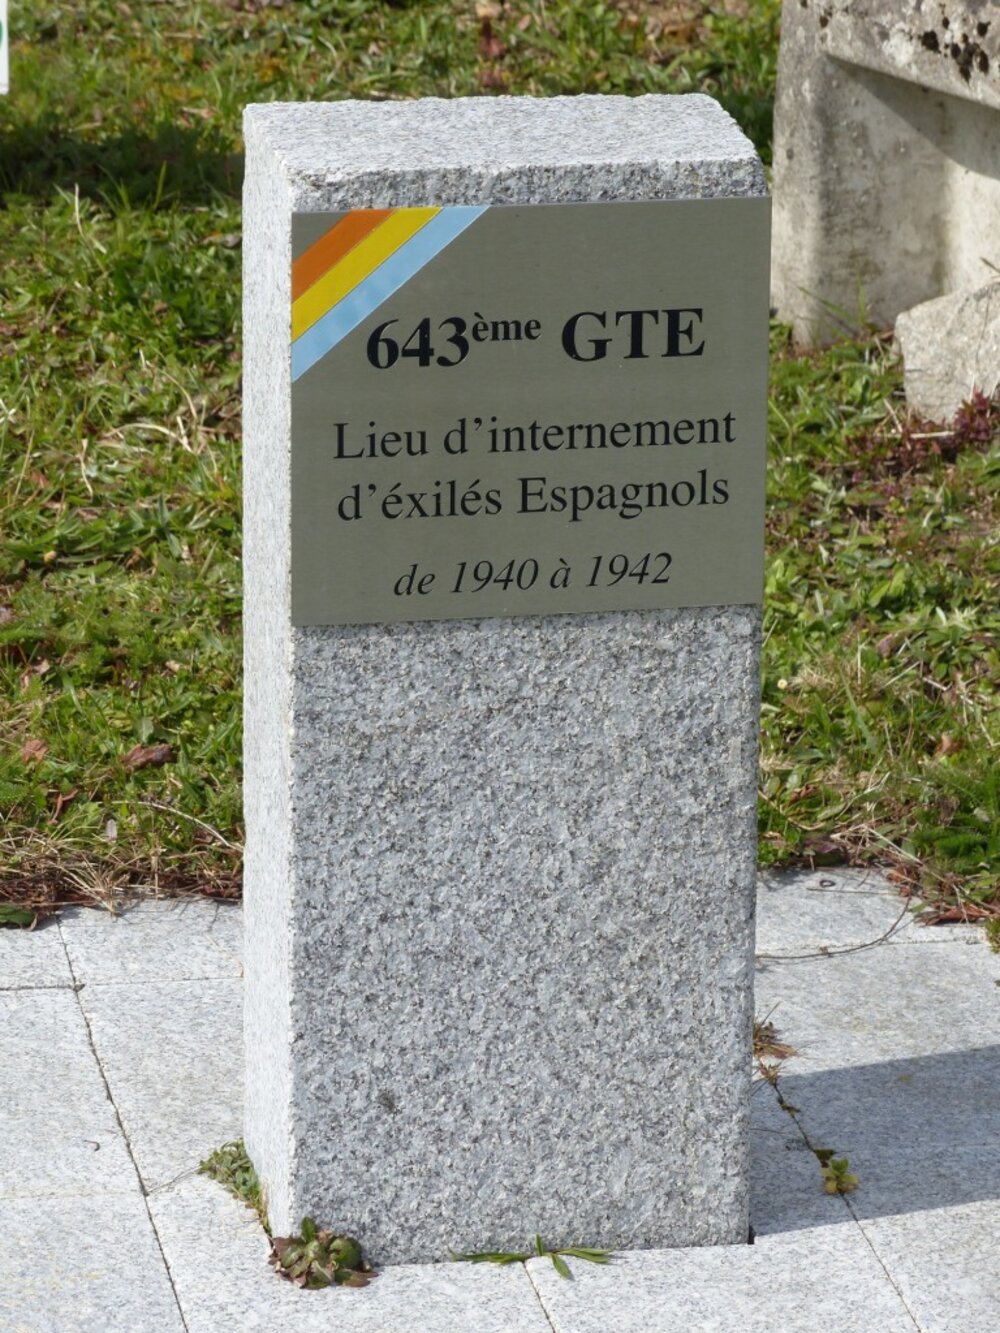 643ème GTE
Lieu d'internement
d'éxilés Espagnols
de 1940 à 1942